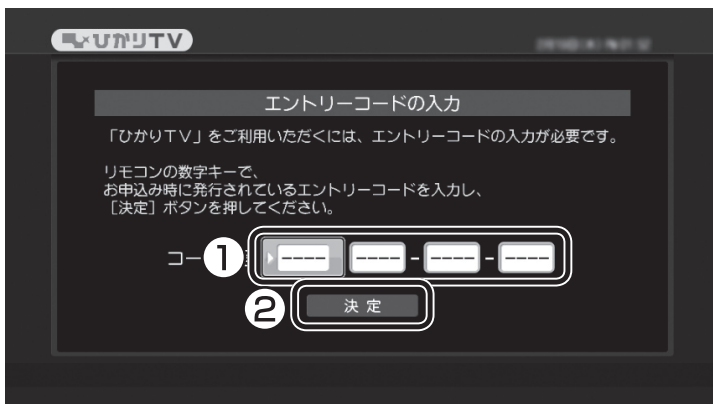 ひかりTV
エントリーコードの入力
「ひかりTV」をご利用いただくには、エントリーコードの入力が必要です。
リモコンの数字キーで、
お申込み時に発行されているエントリーコードを入力し、
[決定]ボタンを押してください。
コー ① ---- ---- - ---- - ----
② 決定